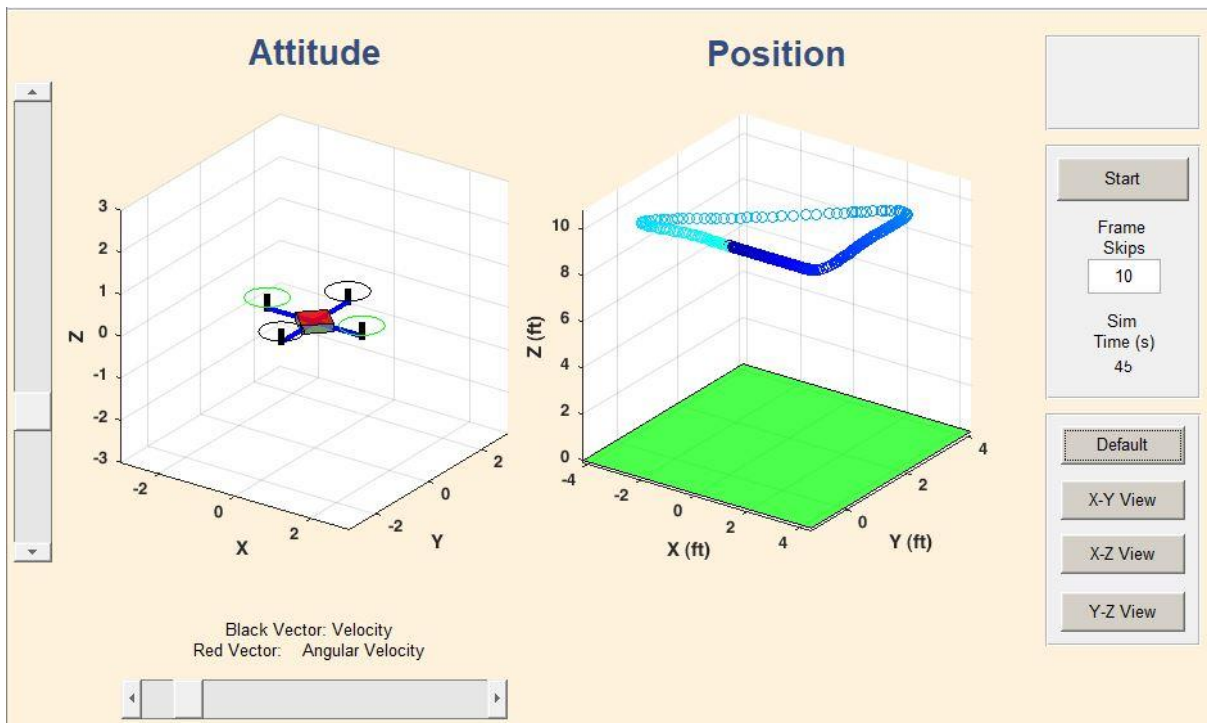 Attitude
Position
3
2
1
0
-1
-2
-3
Z
-2
0
2
X
-2
0
2
Y
10
8
6
4
2
0
Z (ft)
-4
-2
0
2
4
X (ft)
0
2
4
Y (ft)
Black Vector: Velocity
Red Vector: Angular Velocity
Start
Frame
Skips
10
Sim
Time (s)
45
Default
X-Y View
X-Z View
Y-Z View